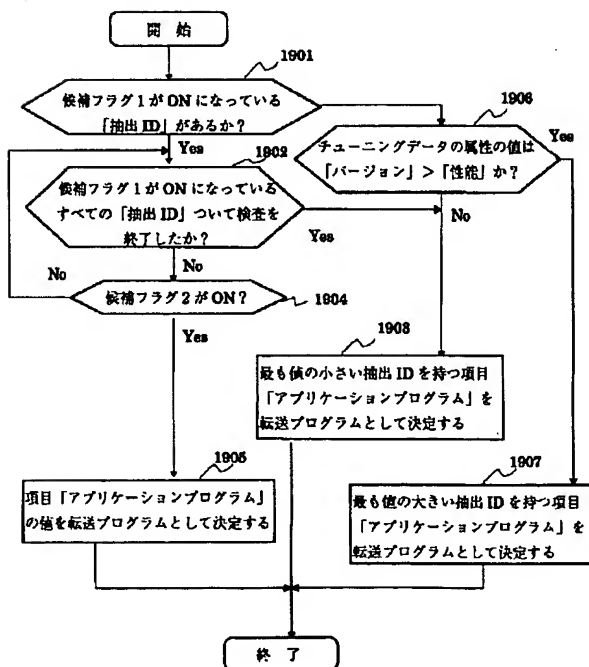 開 始
1901
候補フラグ1がONになっている
「抽出ID」があるか？
1906
チューニングデータの属性の値は
「バージョン」＞「性能」か？
Yes
Yes
1902
候補フラグ1がONになっている
すべての「抽出ID」ついて検査を
終了したか？
Yes
No
No
No
候補フラグ2がON？
1904
Yes
1903
最も値の小さい抽出IDを持つ項目
「アプリケーションプログラム」を
転送プログラムとして決定する
1905
項目「アプリケーションプログラム」
の値を転送プログラムとして決定する
1907
最も値の大きい抽出IDを持つ項目
「アプリケーションプログラム」を
転送プログラムとして決定する
終 了